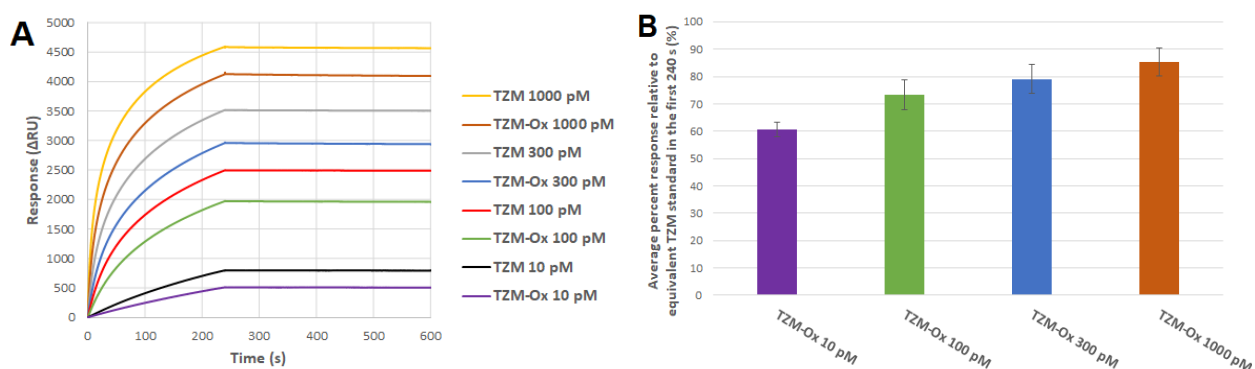 A
Response (ΔRU)
5000
4500
4000
3500
3000
2500
2000
1500
1000
500
0
0 100 200 300 400 500 600
Time (s)
TZM 1000 pM
TZM-Ox 1000 pM
TZM 300 pM
TZM-Ox 300 pM
TZM 100 pM
TZM-Ox 100 pM
TZM 10 pM
TZM-Ox 10 pM
B
Average percent response relative to
equivalent TZM standard in the first 240 s (%)
100
90
80
70
60
50
40
30
20
10
0
TZM-Ox 10 pM
TZM-Ox 100 pM
TZM-Ox 300 pM
TZM-Ox 1000 pM